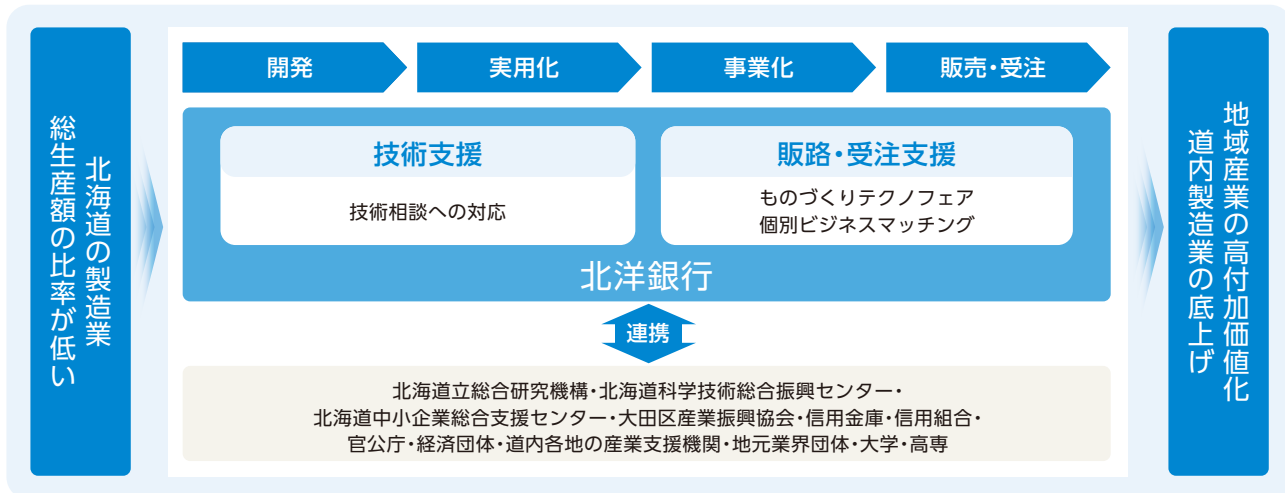 北海道の製造業
総生産額の比率が低い
開発
実用化
事業化
販売・受注
技術支援
技術相談への対応
販路・受注支援
ものづくりテクノフェア
個別ビジネスマッチング
北洋銀行
連携
北海道立総合研究機構・北海道科学技術総合振興センター・
北海道中小企業総合支援センター・大田区産業振興協会・信用金庫・信用組合・
官公庁・経済団体・道内各地の産業支援機関・地元業界団体・大学・高専
地域産業の高付加価値化
道内製造業の底上げ